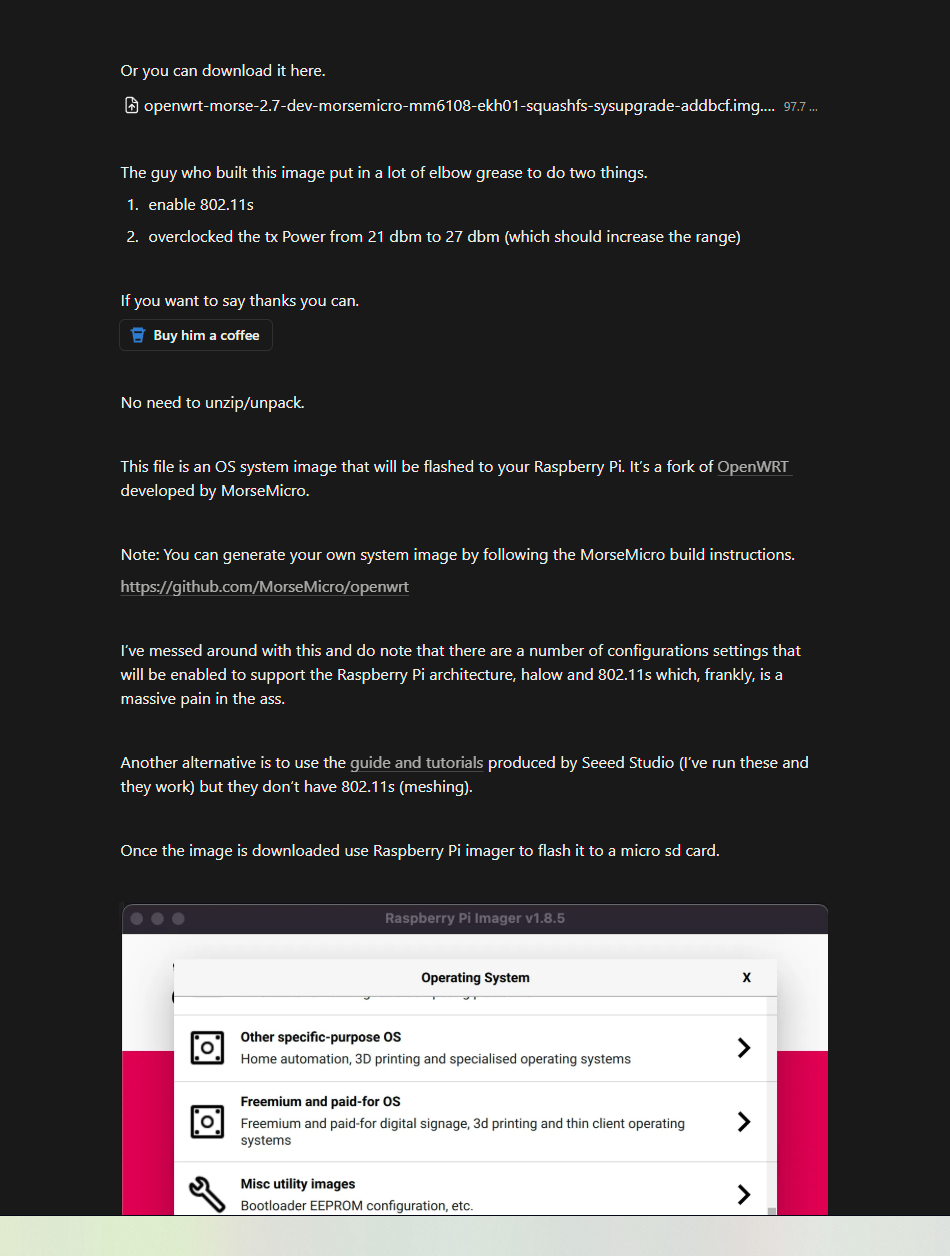 Or you can download it here.
openwrt-morse-2.7-dev-morsemicro-mm6108-ekh01-squashfs-sysupgrade-addbcf.img.... 97.7 ...
The guy who built this image put in a lot of elbow grease to do two things.
1. enable 802.11s
2. overclocked the tx Power from 21 dbm to 27 dbm (which should increase the range)
If you want to say thanks you can.
Buy him a coffee
No need to unzip/unpack.
This file is an OS system image that will be flashed to your Raspberry Pi. It's a fork of OpenWRT
developed by MorseMicro.
Note: You can generate your own system image by following the MorseMicro build instructions.
https://github.com/MorseMicro/openwrt
I've messed around with this and do note that there are a number of configurations settings that
will be enabled to support the Raspberry Pi architecture, halow and 802.11s which, frankly, is a
massive pain in the ass.
Another alternative is to use the guide and tutorials produced by Seeed Studio (I've run these and
they work) but they don't have 802.11s (meshing).
Once the image is downloaded use Raspberry Pi imager to flash it to a micro sd card.
Raspberry Pi Imager v1.8.5
Operating System X
Other specific-purpose OS
Home automation, 3D printing and specialised operating systems
Freemium and paid-for OS
Freemium and paid-for digital signage, 3d printing and thin client operating
systems
Misc utility images
Bootloader EEPROM configuration, etc.